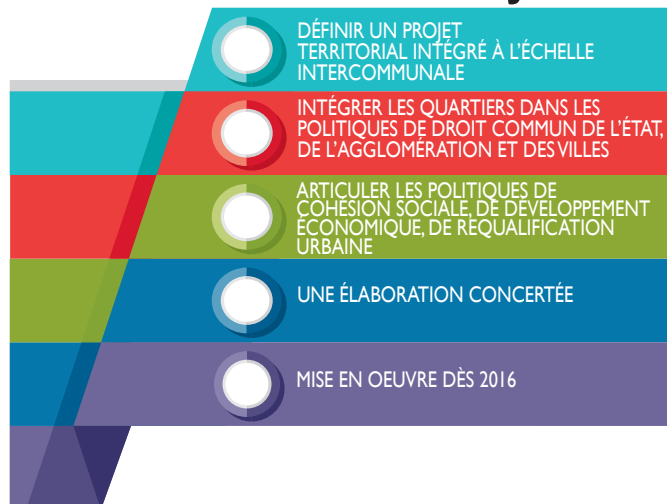 DÉFINIR UN PROJET
TERRITORIAL INTÉGRÉ À L'ÉCHELLE
INTERCOMMUNALE
INTÉGRER LES QUARTIERS DANS LES
POLITIQUES DE DROIT COMMUN DE L'ÉTAT,
DE L'AGGLOMÉRATION ET DES VILLES
ARTICULER LES POLITIQUES DE
COHÉSION SOCIALE, DE DÉVELOPPEMENT
ÉCONOMIQUE, DE REQUALIFICATION
URBAINE
UNE ÉLABORATION CONCERTÉE
MISE EN OEUVRE DÈS 2016